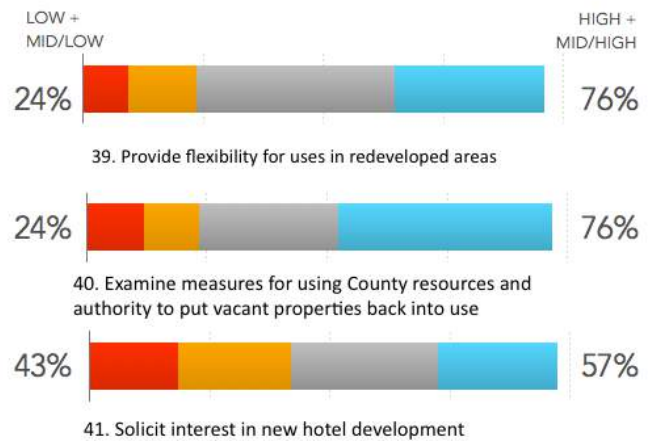 LOW +
MID/LOW
HIGH +
MID/HIGH
24%
76%
39. Provide flexibility for uses in redeveloped areas
24%
76%
40. Examine measures for using County resources and
authority to put vacant properties back into use
43%
57%
41. Solicit interest in new hotel development